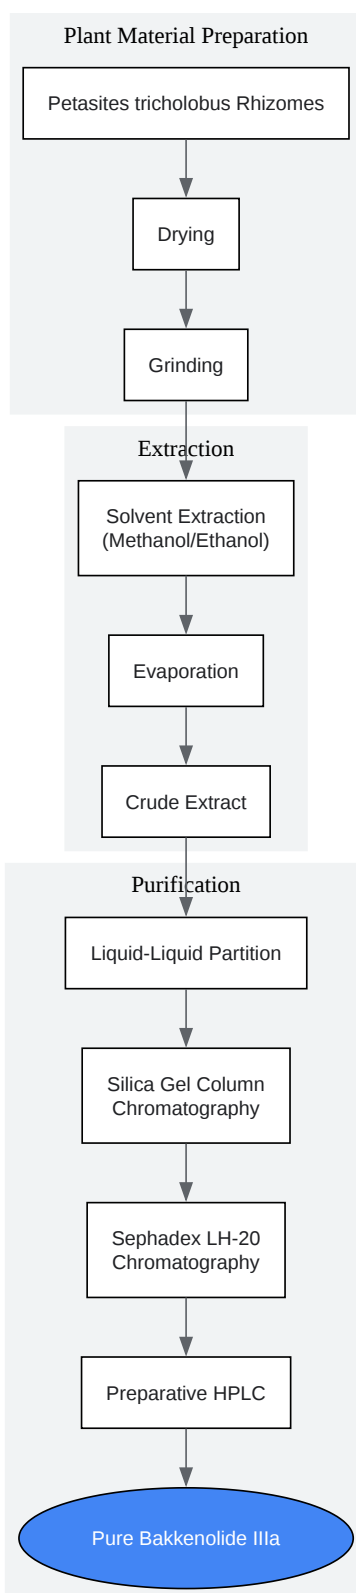 Plant Material Preparation
Petasites tricholobus Rhizomes
Drying
Grinding
Extraction
Solvent Extraction
(Methanol/Ethanol)
Evaporation
Crude Extract
Purification
Liquid-Liquid Partition
Silica Gel Column
Chromatography
Sephadex LH-20
Chromatography
Preparative HPLC
Pure Bakkenolide IIIa